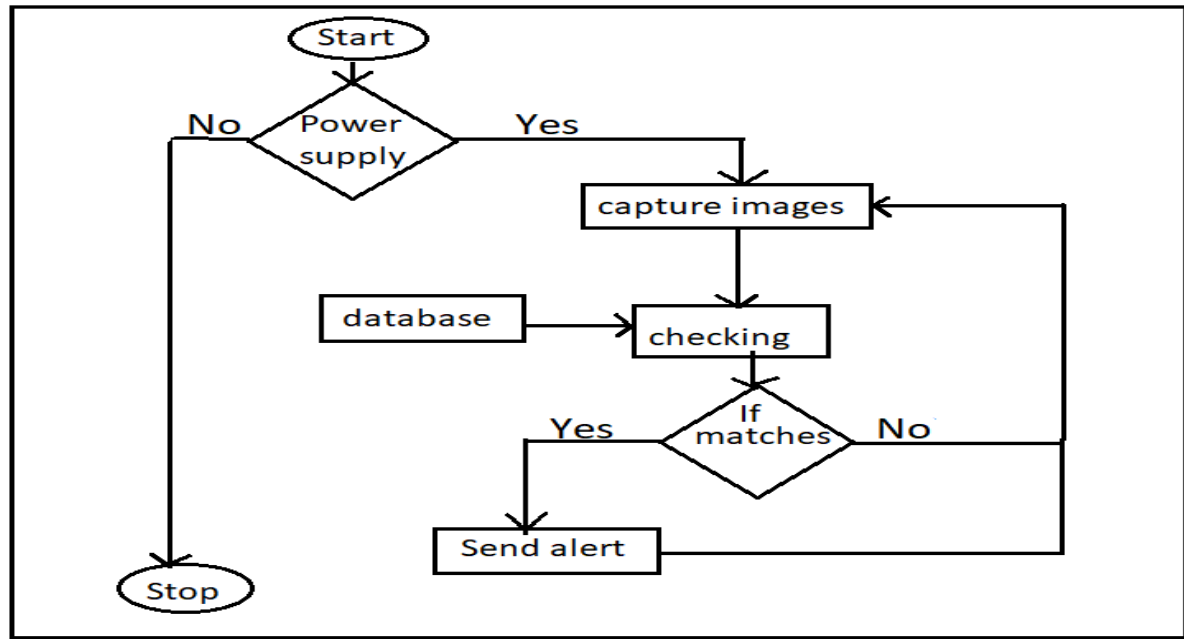 Start
No
Power
supply
Yes
capture images
database
checking
If
matches
Yes
No
Send alert
Stop